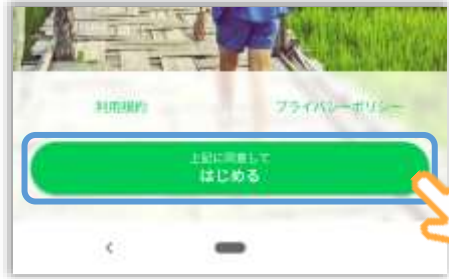 利用規約 プライバシーポリシー
上記に同意して
はじめる